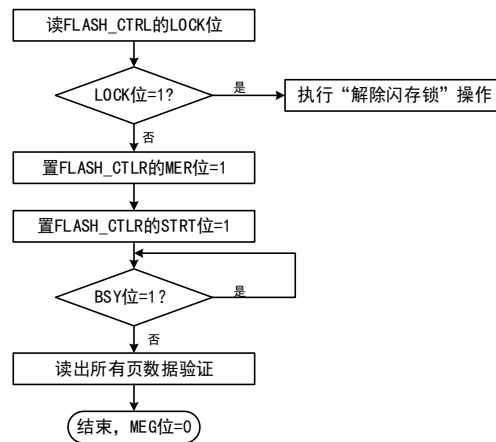 读FLASH_CTRL的LOCK位
LOCK位=1?
是
执行“解除闪存锁”操作
否
置FLASH_CTLR的MER位=1
置FLASH_CTLR的STRT位=1
BSY位=1?
是
否
读出所有页数据验证
结束，MEG位=0